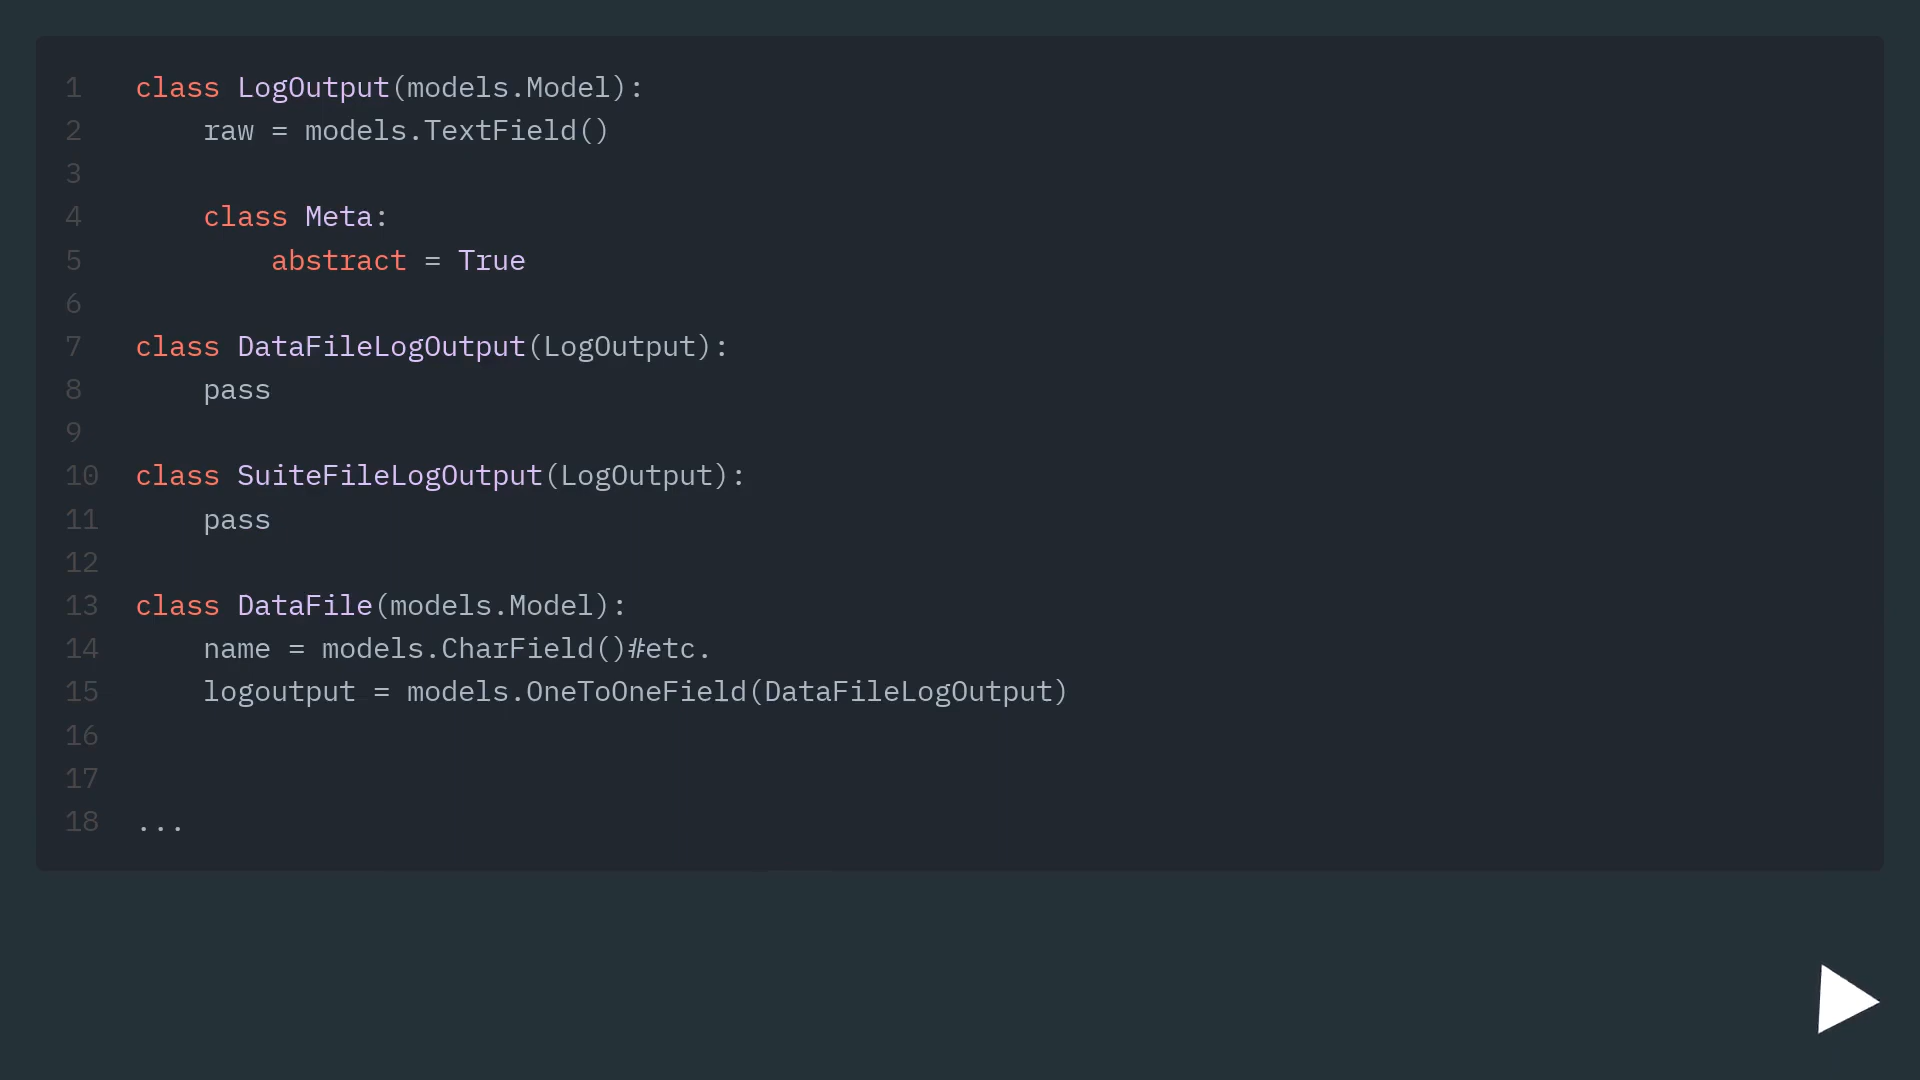 1 class LogOutput(models.Model):
2     raw = models.TextField()
3
4     class Meta:
5         abstract = True
6
7 class DataFileLogOutput(LogOutput):
8     pass
9
10 class SuiteFileLogOutput(LogOutput):
11     pass
12
13 class DataFile(models.Model):
14     name = models.CharField()#etc.
15     logoutput = models.OneToOneField(DataFileLogOutput)
16
17
18 ...